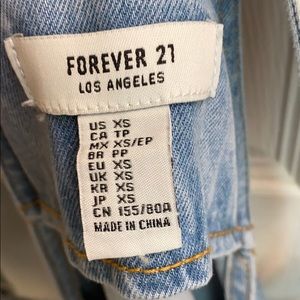 FOREVER 21
LOS ANGELES
US XS
CA TP
MX XS/EP
BR PP
EU XS
UK XS
KR XS
JP XS
CN 155/80A
MADE IN CHINA